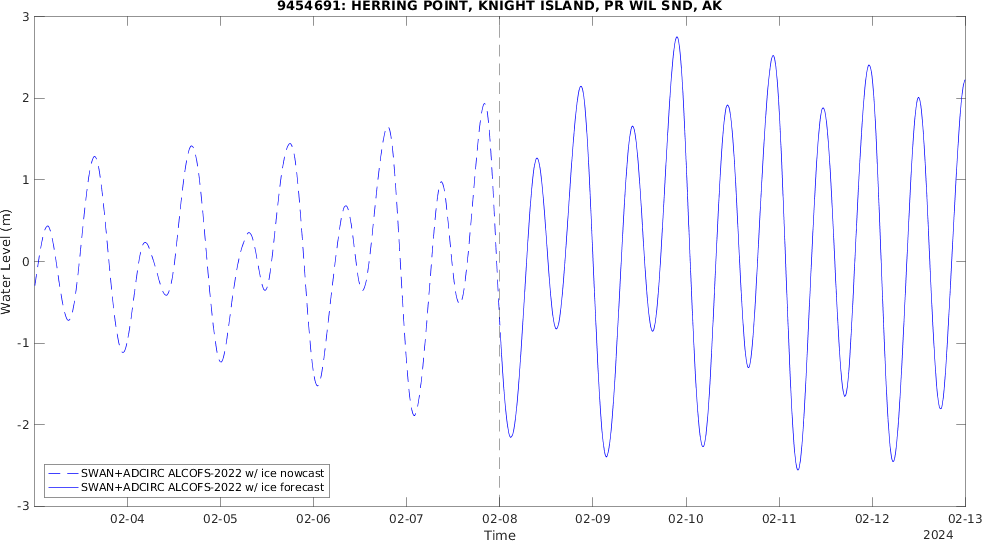 9454691: HERRING POINT, KNIGHT ISLAND, PR WIL SND, AK
3
2
1
0
-1
-2
-3
Water Level (m)
SWAN+ADCIRC ALCOFS-2022 w/ ice nowcast
SWAN+ADCIRC ALCOFS-2022 w/ ice forecast
02-04 02-05 02-06 02-07 02-08 02-09 02-10 02-11 02-12 02-13
Time
2024